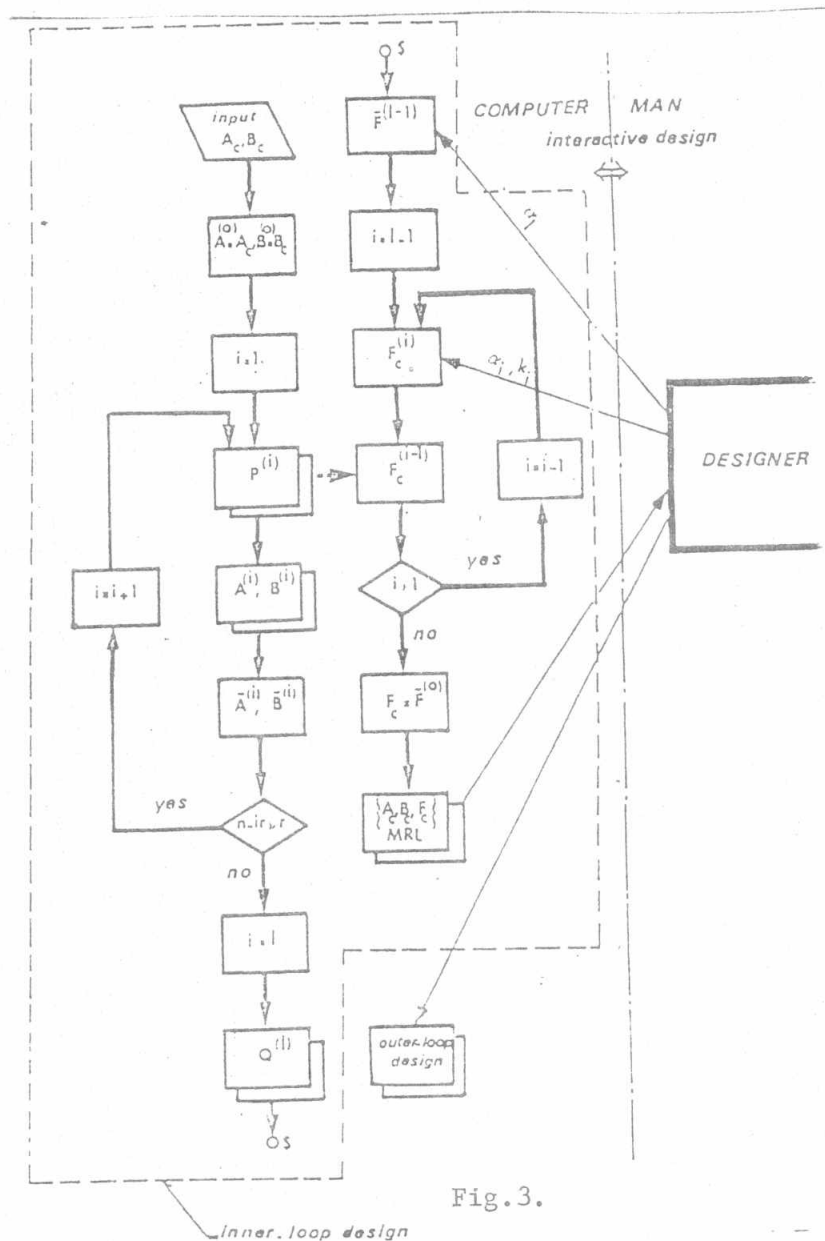 S
input
A_c, B_c
F̄^(l-1)
COMPUTER
MAN
interactive design
A^(0)=A_c, B^(0)=B_c
i=l-1
i=1
F_c^(i)
α_i, k_i
P^(i)
F_c^(i-1)
i=i-1
DESIGNER
i=i+1
A^(i), B^(i)
yes
no
Ā^(i), B̄^(i)
F_c = F̄^(0)
yes
no
{A_c, B_c, F_c}
MRL
Q^(l)
outer-loop
design
S
Fig.3.
inner.loop design